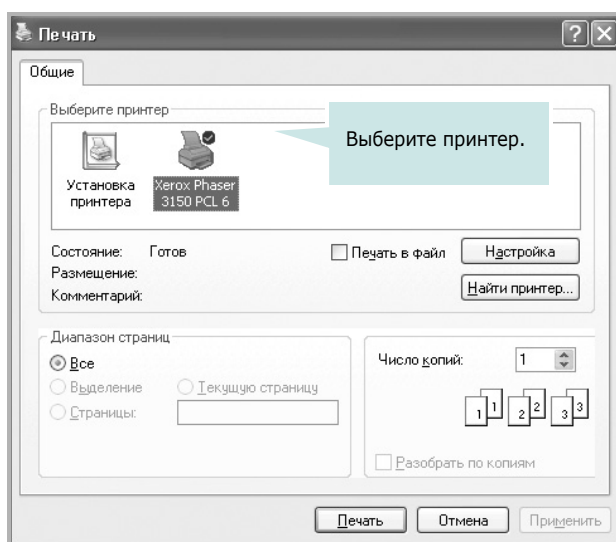 Печать
Общие
Выберите принтер
Выберите принтер.
Установка принтера
Xerox Phaser 3150 PCL 6
Состояние: Готов
Печать в файл
Настройка
Размещение:
Комментарий:
Найти принтер...
Диапазон страниц
Все
Выделение
Текущую страницу
Страницы:
Число копий: 1
1 1 2 2 3 3
Разобрать по копиям
Печать
Отмена
Применить